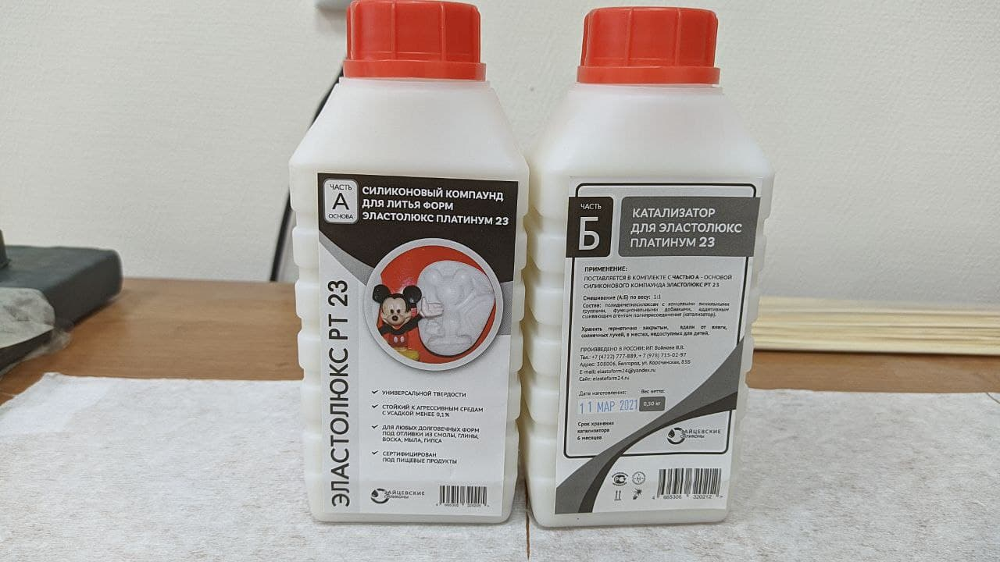 ЧАСТЬ
А
ОСНОВА
СИЛИКОНОВЫЙ КОМПАУНД
ДЛЯ ЛИТЬЯ ФОРМ
ЭЛАСТОЛЮКС ПЛАТИНУМ 23
ЭЛАСТОЛЮКС РТ 23
УНИВЕРСАЛЬНОЙ ТВЕРДОСТИ
СТОЙКИЙ К АГРЕССИВНЫМ СРЕДАМ
С УСАДКОЙ МЕНЕЕ 0,1%
ДЛЯ ЛЮБЫХ ДОЛГОВЕЧНЫХ ФОРМ
ПОД ОТЛИВКИ ИЗ СМОЛЫ, ГЛИНЫ,
ВОСКА, МЫЛА, ГИПСА
СЕРТИФИЦИРОВАН
ПОД ПИЩЕВЫЕ ПРОДУКТЫ
ЗАЙЦЕВСКИЕ
СИЛИКОНЫ
ЧАСТЬ
Б
КАТАЛИЗАТОР
ДЛЯ ЭЛАСТОЛЮКС
ПЛАТИНУМ 23
ПРИМЕНЕНИЕ:
ПОСТАВЛЯЕТСЯ В КОМПЛЕКТЕ С ЧАСТЬЮ А - ОСНОВОЙ
СИЛИКОНОВОГО КОМПАУНДА ЭЛАСТОЛЮКС РТ 23
Смешивание (А:Б) по весу: 1:1
Состав: полидиметилсилоксан с концевыми винильными
группами, функциональными добавками, аддитивным
сшивающим агентом полиприсоединения (катализатор).
Хранить герметично закрытым, вдали от влаги,
солнечных лучей, в местах, недоступных для детей.
ПРОИЗВЕДЕНО В РОССИИ: ИП Войнова В.В.
Тел.: +7 (4722) 777-889, + 7 (978) 715-02-97
Адрес: 308006, Белгород, ул. Корочанская, 85Б
E-mail: elastoform24@yandex.ru
Сайт: elastoform24.ru
Дата изготовления:
Вес нетто:
11 МАР 2021
0,50 кг
Срок хранения
катализатора
6 месяцев
ЗАЙЦЕВСКИЕ
СИЛИКОНЫ
4 665306 320212 >